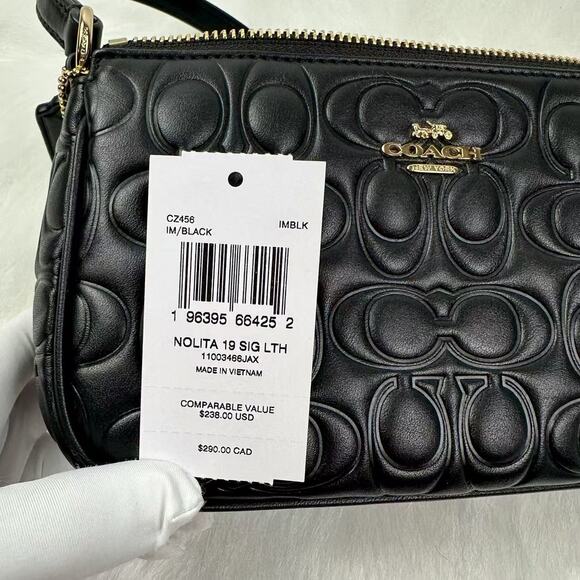 COACH
NEW YORK
CZ456
IM/BLACK IMBLK
1 96395 66425 2
NOLITA 19 SIG LTH
11003466JAX
MADE IN VIETNAM
COMPARABLE VALUE
$238.00 USD
$290.00 CAD